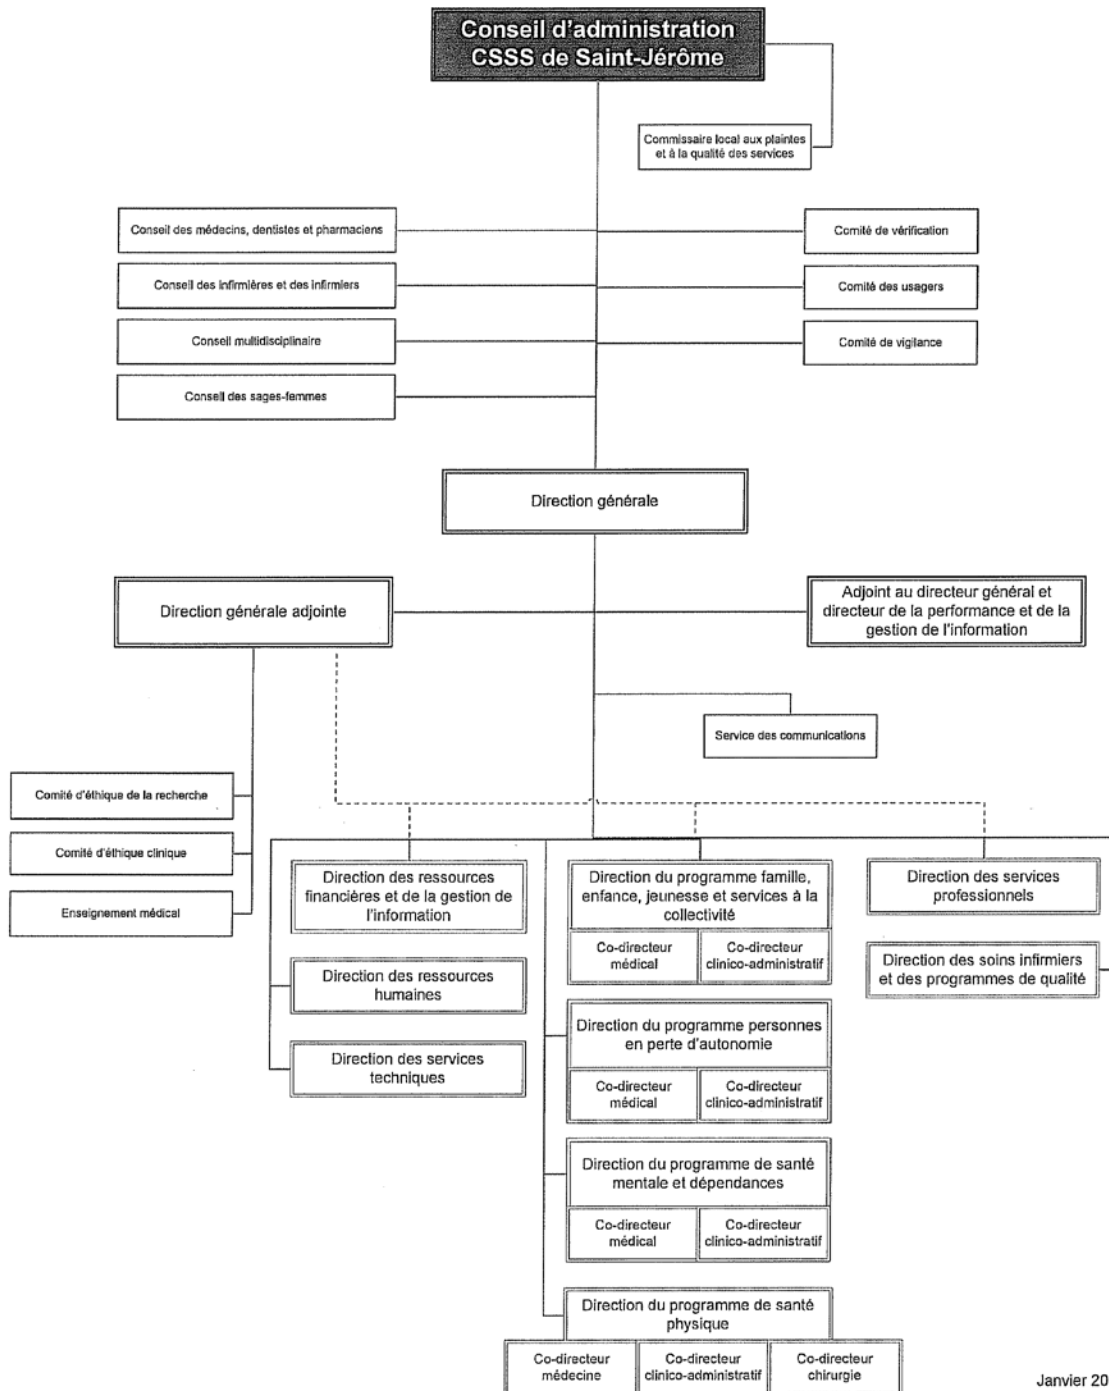 Conseil d'administration
CSSS de Saint-Jérôme
Commissaire local aux plaintes
et à la qualité des services
Conseil des médecins, dentistes et pharmaciens
Comité de vérification
Conseil des infirmières et des infirmiers
Comité des usagers
Conseil multidisciplinaire
Comité de vigilance
Conseil des sages-femmes
Direction générale
Direction générale adjointe
Adjoint au directeur général et
directeur de la performance et de la
gestion de l'information
Service des communications
Comité d'éthique de la recherche
Comité d'éthique clinique
Enseignement médical
Direction des ressources
financières et de la gestion de
l'information
Direction des ressources
humaines
Direction des services
techniques
Direction du programme famille,
enfance, jeunesse et services à la
collectivité
Co-directeur
médical
Co-directeur
clinico-administratif
Direction du programme personnes
en perte d'autonomie
Co-directeur
médical
Co-directeur
clinico-administratif
Direction du programme de santé
mentale et dépendances
Co-directeur
médical
Co-directeur
clinico-administratif
Direction du programme de santé
physique
Co-directeur
médecine
Co-directeur
clinico-administratif
Co-directeur
chirurgie
Direction des services
professionnels
Direction des soins infirmiers
et des programmes de qualité
Janvier 20